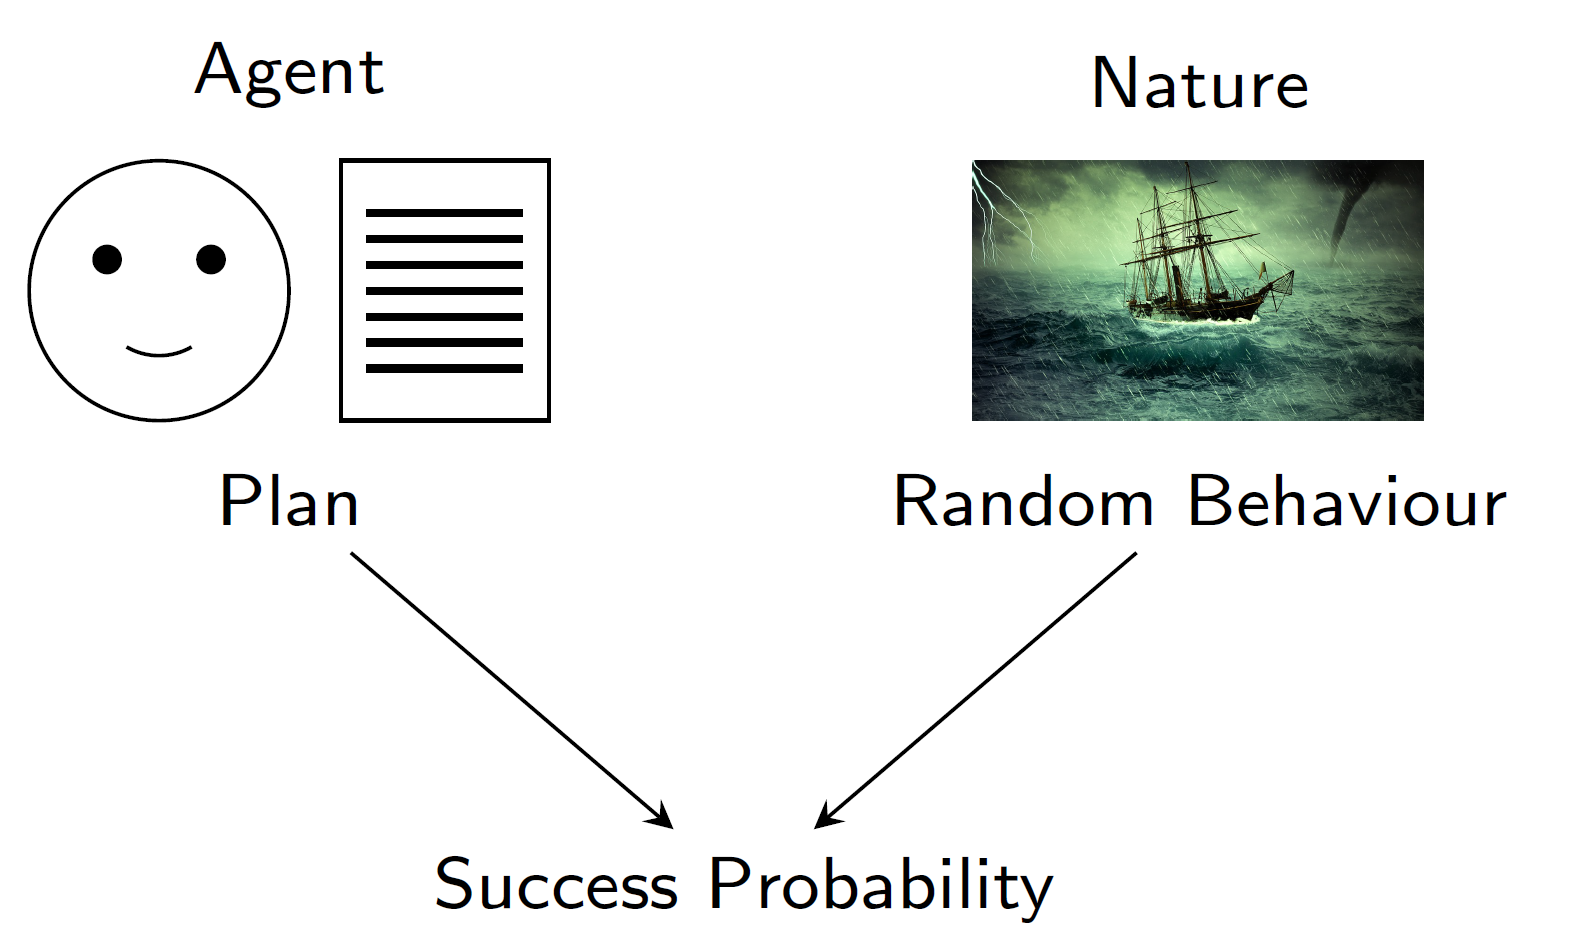 Agent
Nature
Plan
Random Behaviour
Success Probability